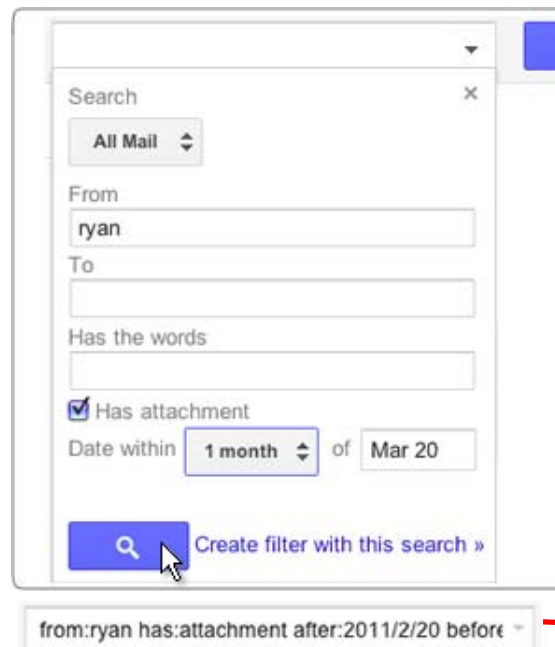 Search ×
All Mail
From
ryan
To
Has the words
Has attachment
Date within 1 month of Mar 20
Create filter with this search »
from:ryan has:attachment after:2011/2/20 before